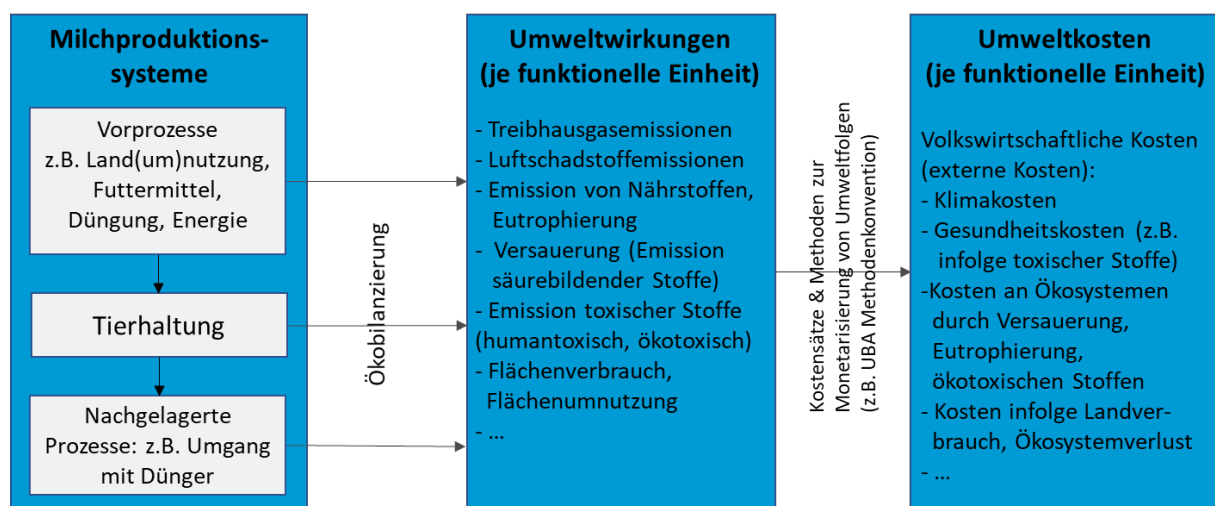 Milchproduktions-
systeme
Vorprozesse
z.B. Land(um)nutzung,
Futtermittel,
Düngung, Energie
Tierhaltung
Nachgelagerte
Prozesse: z.B. Umgang
mit Dünger
Ökobilanzierung
Umweltwirkungen
(je funktionelle Einheit)
- Treibhausgasemissionen
- Luftschadstoffemissionen
- Emission von Nährstoffen,
Eutrophierung
- Versauerung (Emission
säurebildender Stoffe)
- Emission toxischer Stoffe
(humantoxisch, ökotoxisch)
- Flächenverbrauch,
Flächenumnutzung
- ...
Kostensätze & Methoden zur
Monetarisierung von Umweltfolgen
(z.B. UBA Methodenkonvention)
Umweltkosten
(je funktionelle Einheit)
Volkswirtschaftliche Kosten
(externe Kosten):
- Klimakosten
- Gesundheitskosten (z.B.
infolge toxischer Stoffe)
-Kosten an Ökosystemen
durch Versauerung,
Eutrophierung,
ökotoxischen Stoffen
- Kosten infolge Landver-
brauch, Ökosystemverlust
- ...